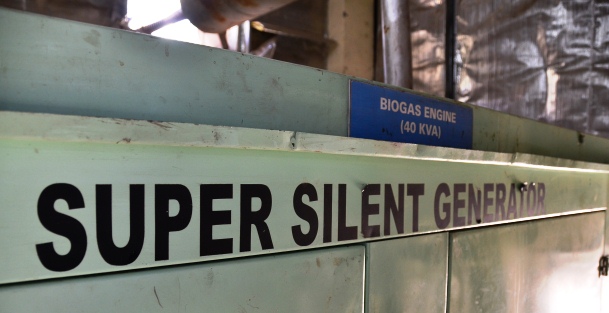 BIOGAS ENGINE
(40 KVA)
SUPER SILENT GENERATOR